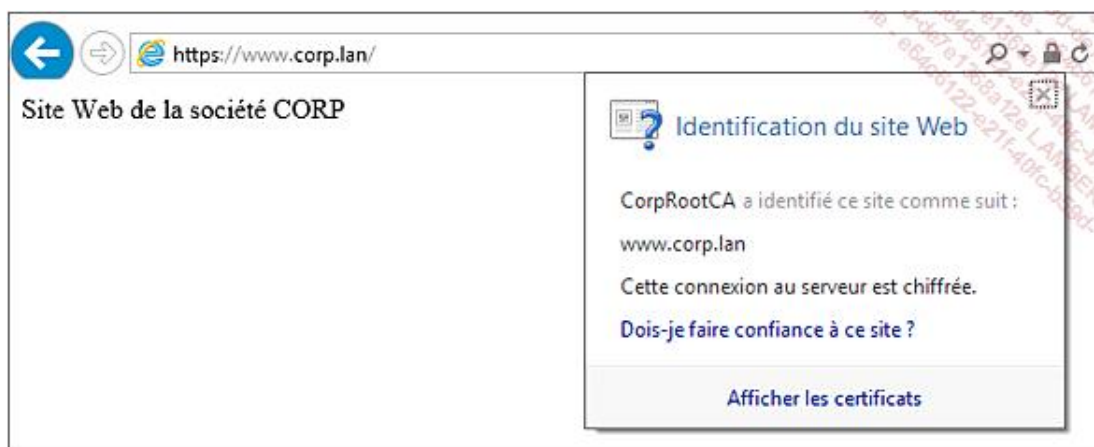 https://www.corp.lan/
Site Web de la société CORP
Identification du site Web
CorpRootCA a identifié ce site comme suit :
www.corp.lan
Cette connexion au serveur est chiffrée.
Dois-je faire confiance à ce site ?
Afficher les certificats